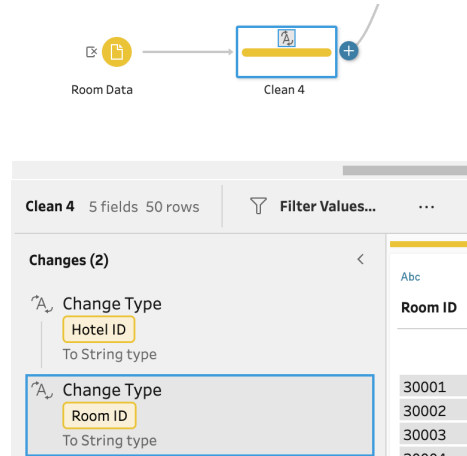 Room Data
Clean 4
Clean 4 5 fields 50 rows Filter Values... ...
Changes (2)
Abc
Change Type
Room ID
Hotel ID
To String type
Change Type
30001
Room ID
30002
To String type
30003